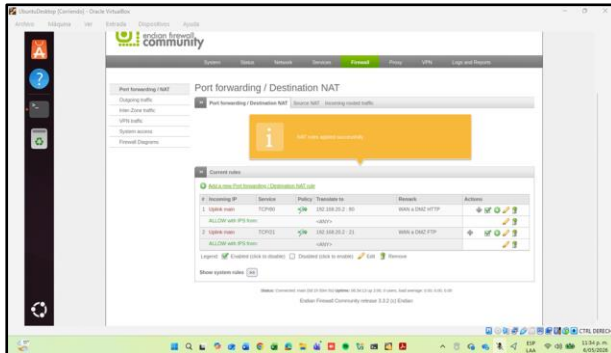 UbuntuDesktop [Corriendo] - Oracle VirtualBox
Archivo Máquina Ver Entrada Dispositivos Ayuda
endian firewall
community
System Status Network Services Firewall Proxy VPN Logs and Reports
Port forwarding / NAT
Outgoing traffic
Inter-Zone traffic
VPN traffic
System access
Firewall Diagrams
Port forwarding / Destination NAT
Port forwarding / Destination NAT Source NAT Incoming routed traffic
NAT rules applied successfully
Current rules
Add a new Port forwarding / Destination NAT rule
# Incoming IP Service Policy Translate to Remark Actions
1 Uplink main TCP/80 192.168.20.2 : 80 WAN a DMZ HTTP
ALLOW with IPS from: <ANY>
2 Uplink main TCP/21 192.168.20.2 : 21 WAN a DMZ FTP
ALLOW with IPS from: <ANY>
Legend: Enabled (click to disable) Disabled (click to enable) Edit Remove
Show system rules >>
Endian Firewall Community release 3.3.2 (c) Endian
CTRL DERECHA
ESP
LAA
11:54 p. m.
6/05/2026